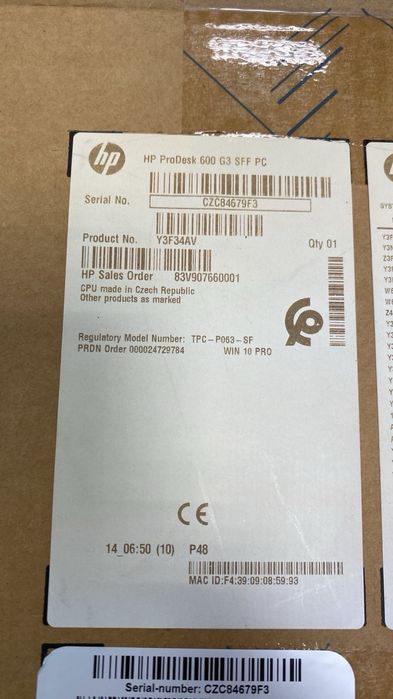 hp
HP ProDesk 600 G3 SFF PC
Serial No. CZC84679F3
Product No. Y3F34AV Qty 01
HP Sales Order 83V907660001
CPU made in Czech Republic
Other products as marked
Regulatory Model Number: TPC-P063-SF
PRDN Order 000024729784 WIN 10 PRO
CE
14_06:50 (10) P48
MAC ID:F4:39:09:08:59:93
Serial-number: CZC84679F3